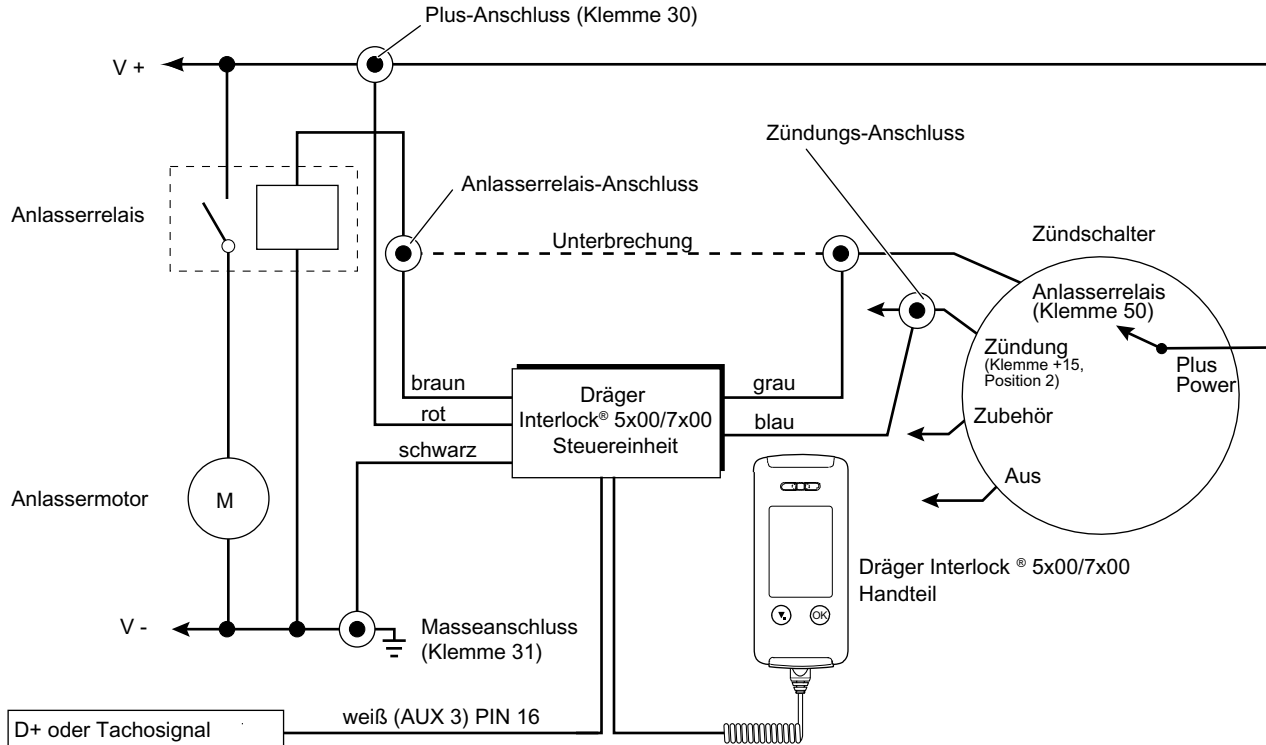 Plus-Anschluss (Klemme 30)
V +
Zündungs-Anschluss
Anlasserrelais-Anschluss
Anlasserrelais
Unterbrechung
Zündschalter
Anlasserrelais
(Klemme 50)
Zündung
(Klemme +15,
Position 2)
Plus
Power
braun
rot
schwarz
Dräger
Interlock® 5x00/7x00
Steuereinheit
grau
blau
Zubehör
Aus
Anlassermotor
M
Dräger Interlock ® 5x00/7x00
Handteil
OK
V -
Masseanschluss
(Klemme 31)
weiß (AUX 3) PIN 16
D+ oder Tachosignal